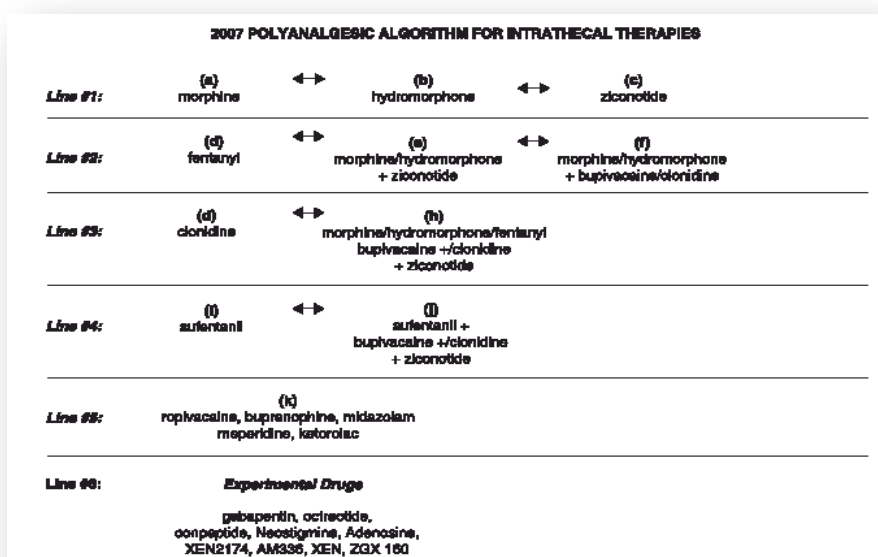 2007 POLYANALGESIC ALGORITHM FOR INTRATHECAL THERAPIES
(a) (b) (c)
Line #1: morphine hydromorphone ziconotide
(d) (e) (f)
Line #2: fentanyl morphine/hydromorphone morphine/hydromorphone
+ ziconotide + bupivacaine/clonidine
(d) (h)
Line #3: clonidine morphine/hydromorphone/fentanyl
bupivacaine +/clonidine
+ ziconotide
(i) (j)
Line #4: sufentanil sufentanil +
bupivacaine +/clonidine
+ ziconotide
(k)
Line #5: ropivacaine, buprenophine, midazolam
meperidine, ketorolac
Line #6: Experimental Drugs
gabapentin, octreotide,
conpeptide, Neostigmine, Adenosine,
XEN2174, AM336, XEN, ZGX 160